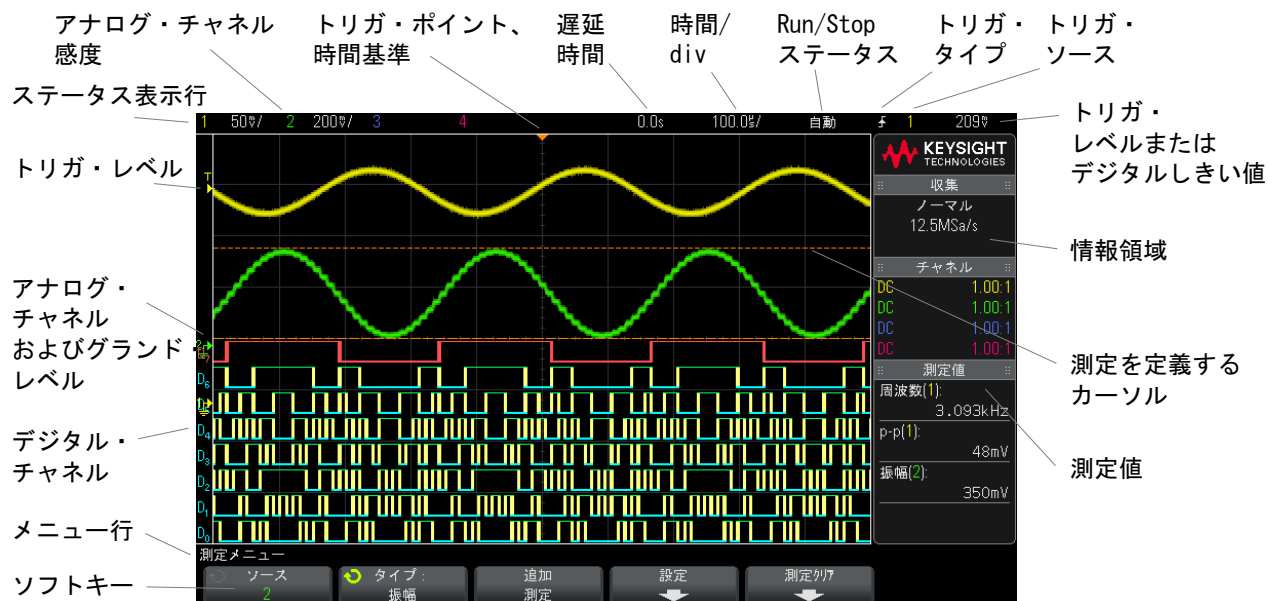 アナログ・チャネル
感度
トリガ・ポイント、
時間基準
遅延
時間
時間/
div
Run/Stop
ステータス
トリガ・
タイプ
トリガ・
ソース
ステータス表示行
1 50mV/ 2 200mV/ 3 4 0.0s 100.0us/ 自動 1 209mV
トリガ・
レベルまたは
デジタルしきい値
トリガ・レベル
T
KEYSIGHT
TECHNOLOGIES
収集
ノーマル
12.5MSa/s
情報領域
チャネル
DC 1.00:1
DC 1.00:1
DC 1.00:1
DC 1.00:1
アナログ・
チャネル
およびグランド・
レベル
測定を定義する
カーソル
測定値
周波数(1):
3.093kHz
p-p(1):
48mV
振幅(2):
350mV
測定値
D6
D4
D3
D2
D1
D0
デジタル・
チャネル
メニュー行
測定メニュー
ソフトキー
ソース
2
タイプ:
振幅
追加
測定
設定
測定クリア